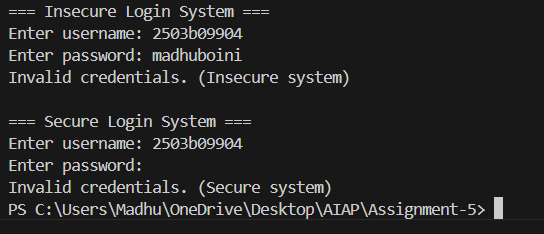 === Insecure Login System ===
Enter username: 2503b09904
Enter password: madhuboini
Invalid credentials. (Insecure system)
=== Secure Login System ===
Enter username: 2503b09904
Enter password:
Invalid credentials. (Secure system)
PS C:\Users\Madhu\OneDrive\Desktop\AIAP\Assignment-5>